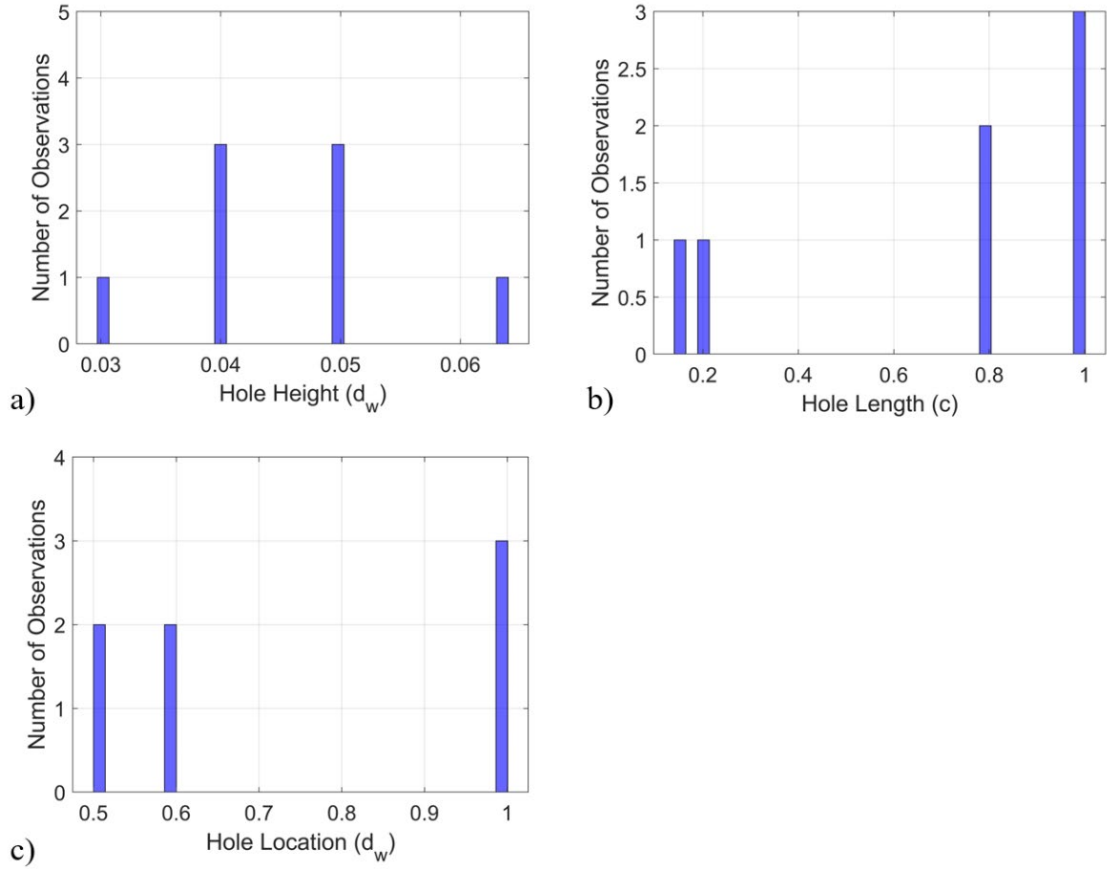 5
4
3
2
1
0
Number of Observations
0.03 0.04 0.05 0.06
Hole Height (d_w)
a)
3
2.5
2
1.5
1
0.5
0
Number of Observations
0.2 0.4 0.6 0.8 1
Hole Length (c)
b)
4
3
2
1
0
Number of Observations
0.5 0.6 0.7 0.8 0.9 1
Hole Location (d_w)
c)